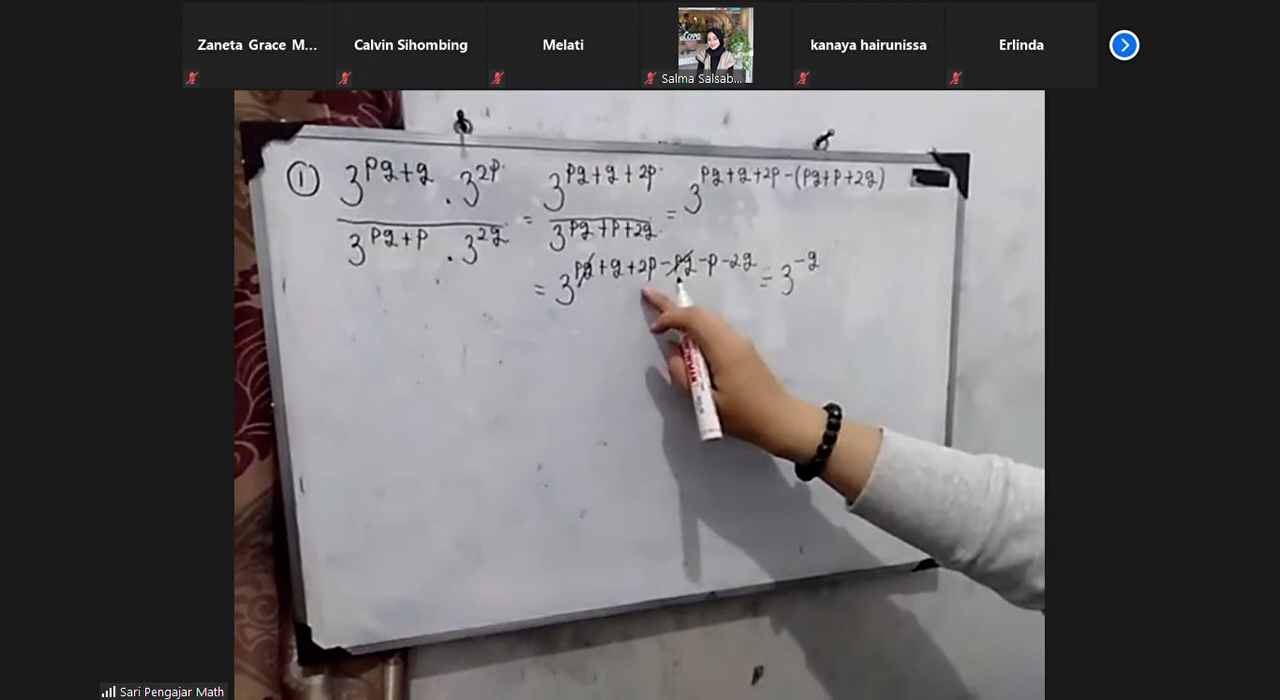 Zaneta Grace M...
Calvin Sihombing
Melati
Salma Salsab...
kanaya hairunissa
Erlinda
① 3^{pq+q} . 3^{2p} / 3^{pq+p} . 3^{2q} = 3^{pq+q+2p} / 3^{pq+p+2q} = 3^{pq+q+2p-(pq+p+2q)}
= 3^{pq+q+2p-pq-p-2q} = 3^{-q}
Sari Pengajar Math